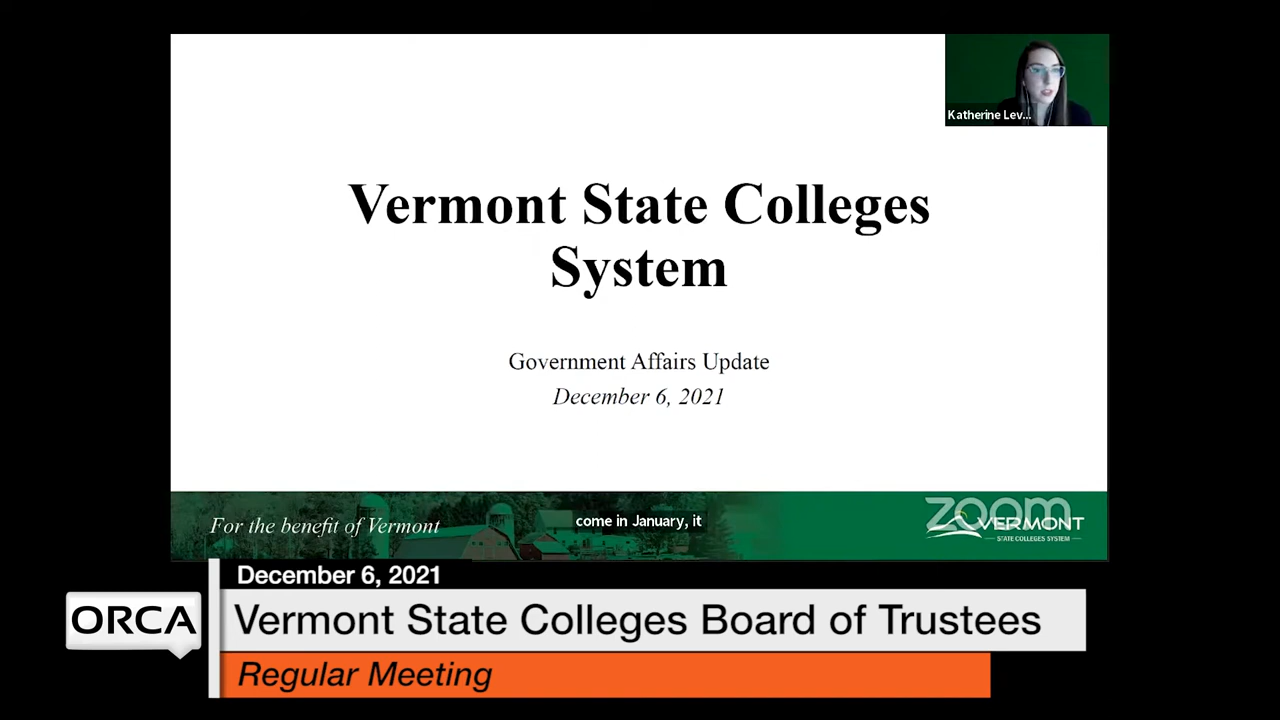 Katherine Lev...
Vermont State Colleges
System
Government Affairs Update
December 6, 2021
For the benefit of Vermont
come in January, it
zoom
VERMONT
STATE COLLEGES SYSTEM
December 6, 2021
ORCA
Vermont State Colleges Board of Trustees
Regular Meeting